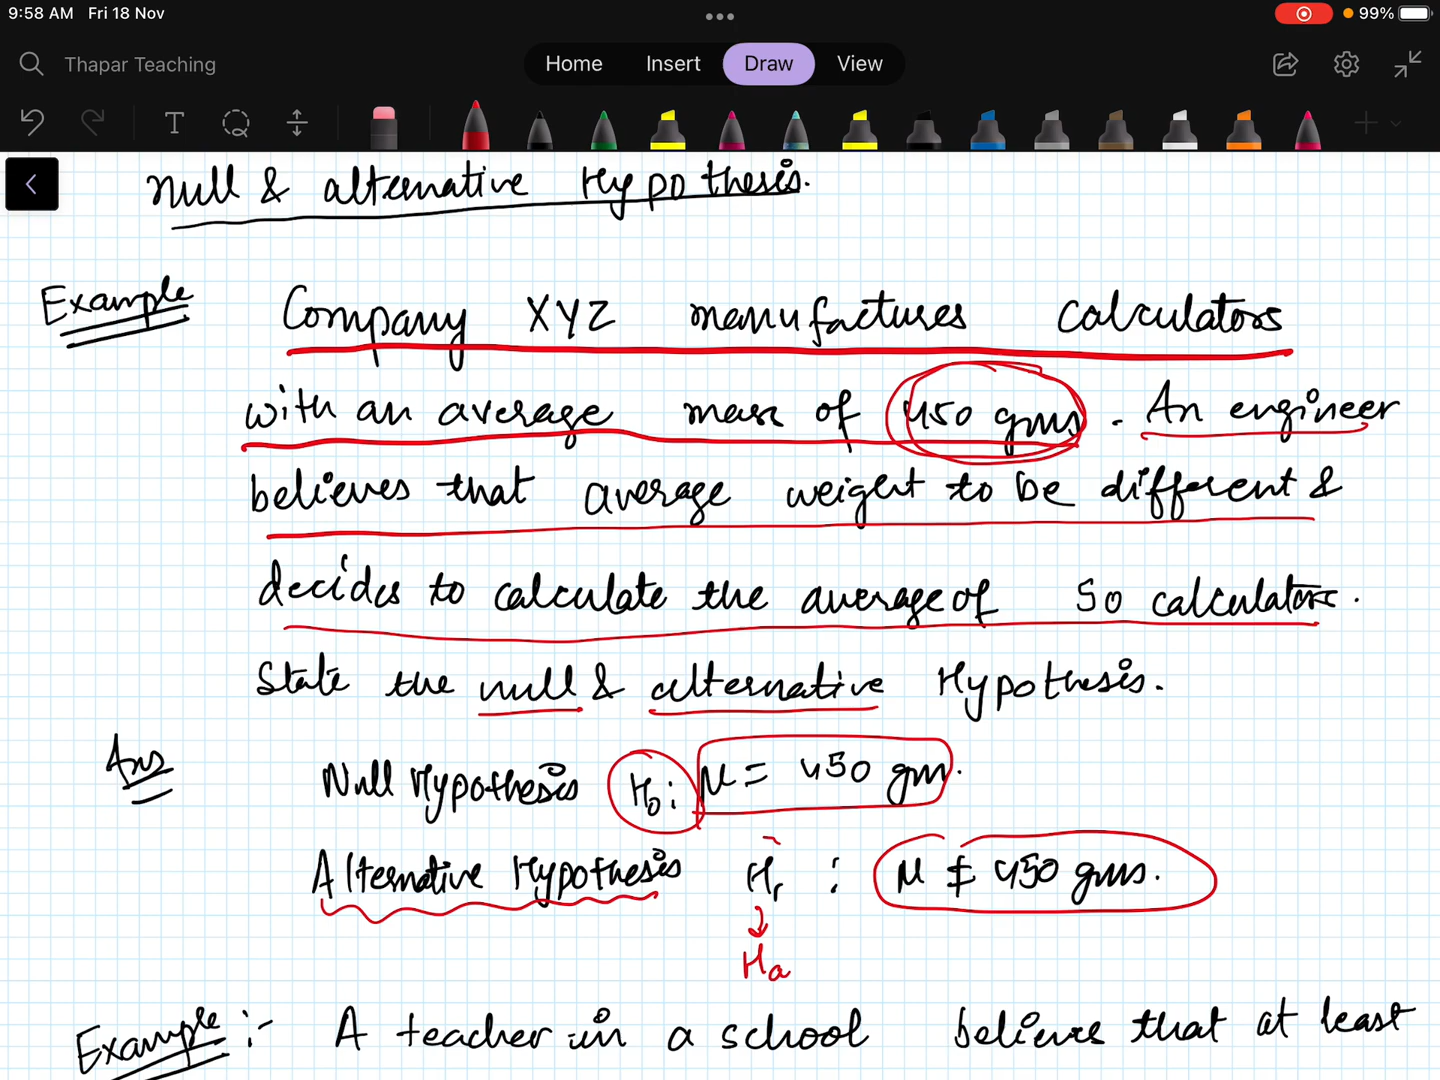 9:58 AM Fri 18 Nov 99%
Thapar Teaching Home Insert Draw View
T
Null & alternative Hypothesis.
Example Company XYZ manufactures calculators
with an average mass of 450 gms. An engineer
believes that average weight to be different &
decides to calculate the average of 50 calculators.
State the null & alternative Hypothesis.
Ans Null Hypothesis H₀: μ = 450 gm.
Alternative Hypothesis H₁ : μ ≠ 450 gms.
Ha
Example :- A teacher in a school believes that at least